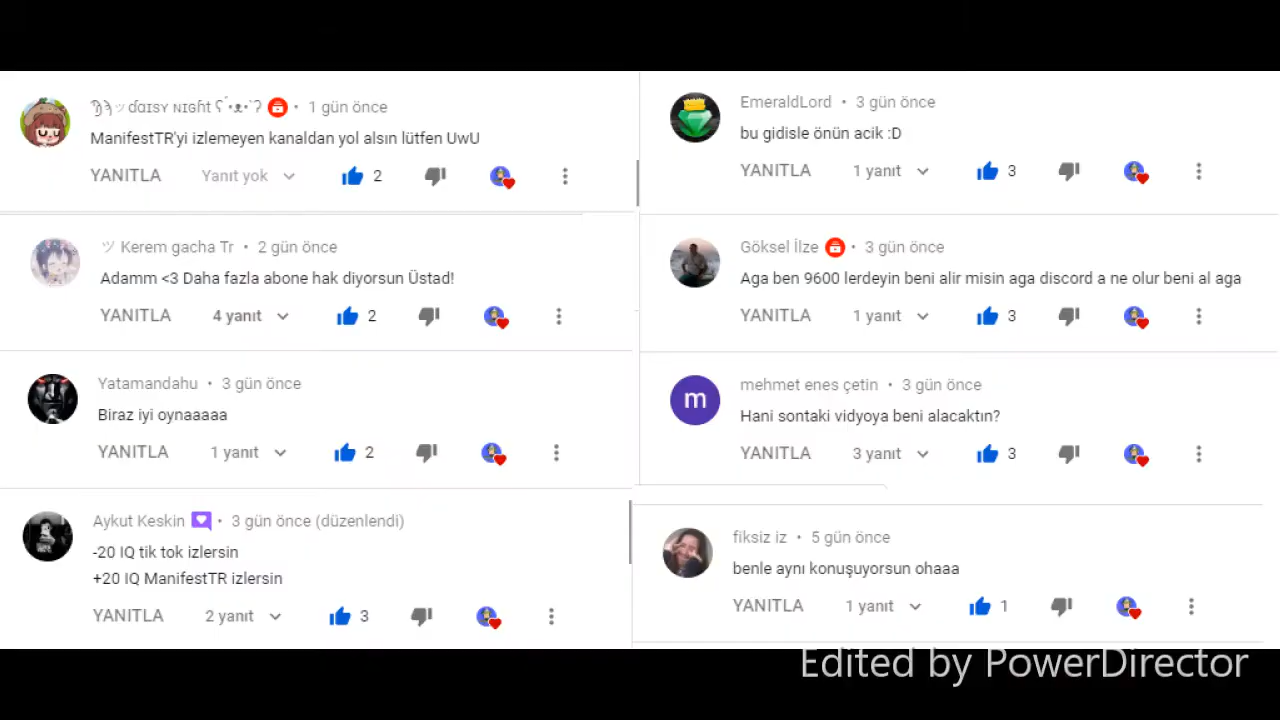 ɗαɪsʏ ɴɪɢɦt ʕ´•ᴥ•`ʔ • 1 gün önce
ManifestTR'yi izlemeyen kanaldan yol alsın lütfen UwU
YANITLA Yanıt yok 2
ツ Kerem gacha Tr • 2 gün önce
Adamm <3 Daha fazla abone hak diyorsun Üstad!
YANITLA 4 yanıt 2
Yatamandahu • 3 gün önce
Biraz iyi oynaaaaa
YANITLA 1 yanıt 2
Aykut Keskin • 3 gün önce (düzenlendi)
-20 IQ tik tok izlersin
+20 IQ ManifestTR izlersin
YANITLA 2 yanıt 3
EmeraldLord • 3 gün önce
bu gidisle önün acik :D
YANITLA 1 yanıt 3
Göksel İlze • 3 gün önce
Aga ben 9600 lerdeyin beni alir misin aga discord a ne olur beni al aga
YANITLA 1 yanıt 3
m
mehmet enes çetin • 3 gün önce
Hani sontaki vidyoya beni alacaktın?
YANITLA 3 yanıt 3
fiksiz iz • 5 gün önce
benle aynı konuşuyorsun ohaaa
YANITLA 1 yanıt 1
Edited by PowerDirector